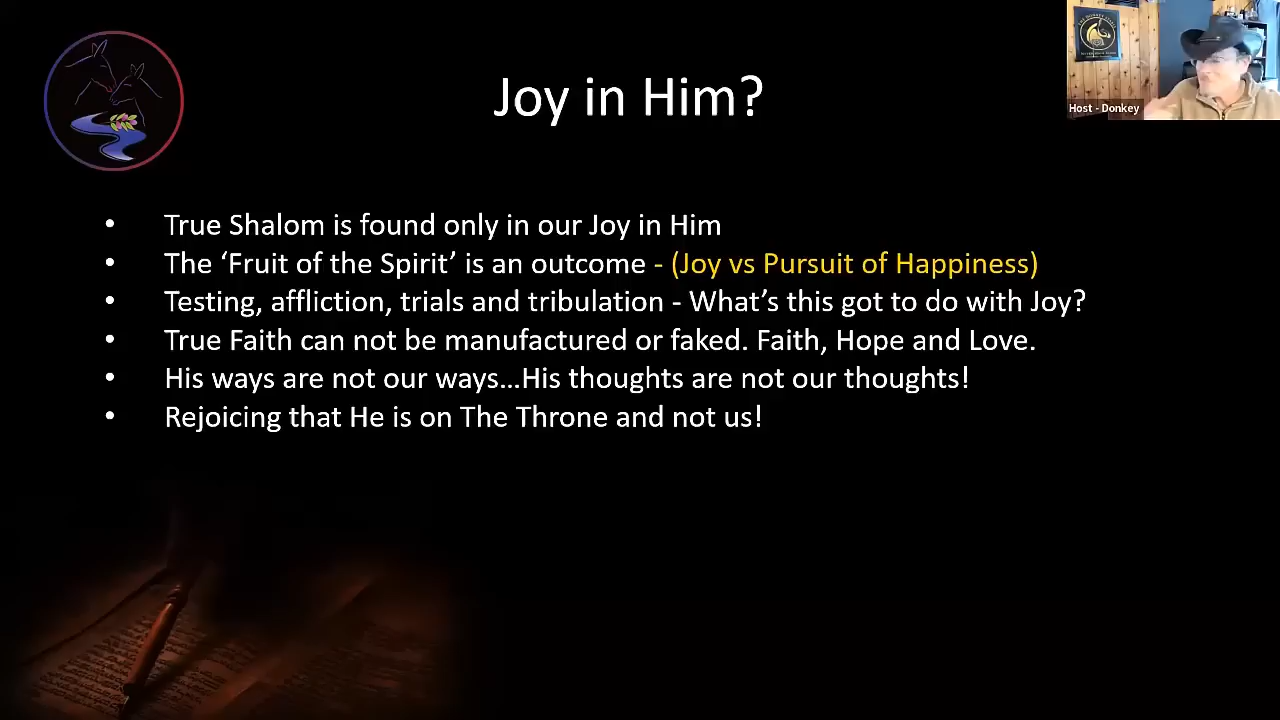 Joy in Him?
Host - Donkey
• True Shalom is found only in our Joy in Him
• The ‘Fruit of the Spirit’ is an outcome - (Joy vs Pursuit of Happiness)
• Testing, affliction, trials and tribulation - What’s this got to do with Joy?
• True Faith can not be manufactured or faked. Faith, Hope and Love.
• His ways are not our ways…His thoughts are not our thoughts!
• Rejoicing that He is on The Throne and not us!